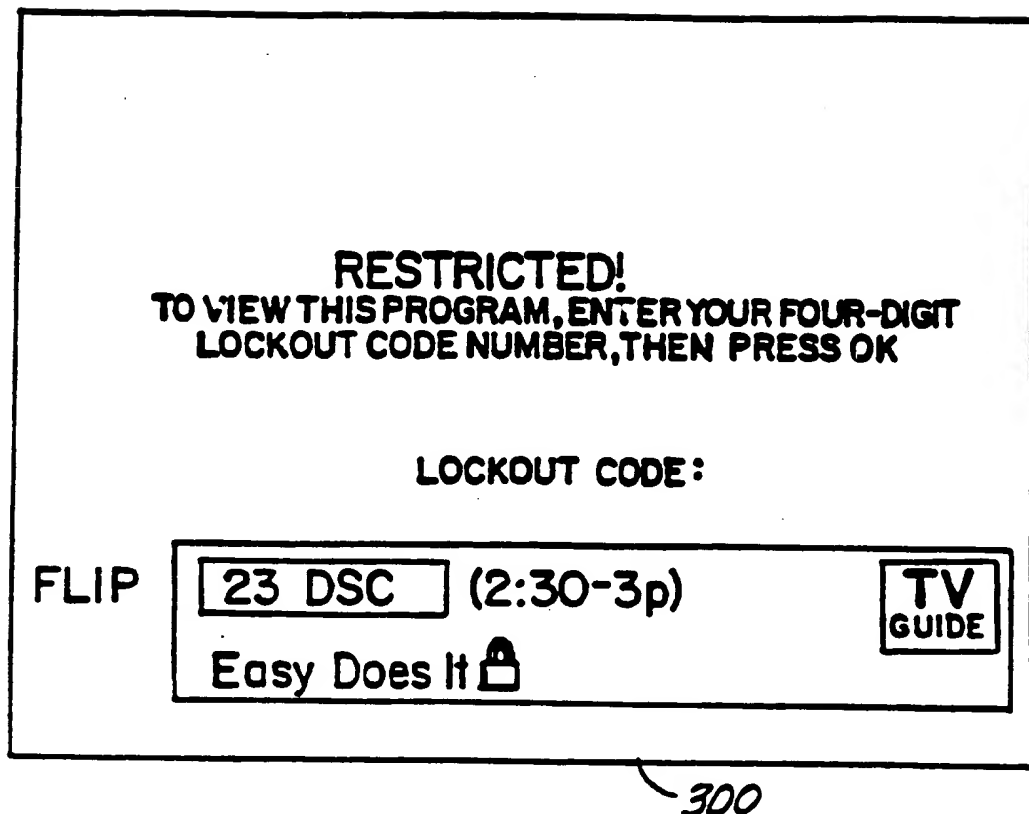 RESTRICTED!
TO VIEW THIS PROGRAM, ENTER YOUR FOUR-DIGIT
LOCKOUT CODE NUMBER, THEN PRESS OK
LOCKOUT CODE:
FLIP
23 DSC (2:30-3p)
TV
GUIDE
Easy Does It
300